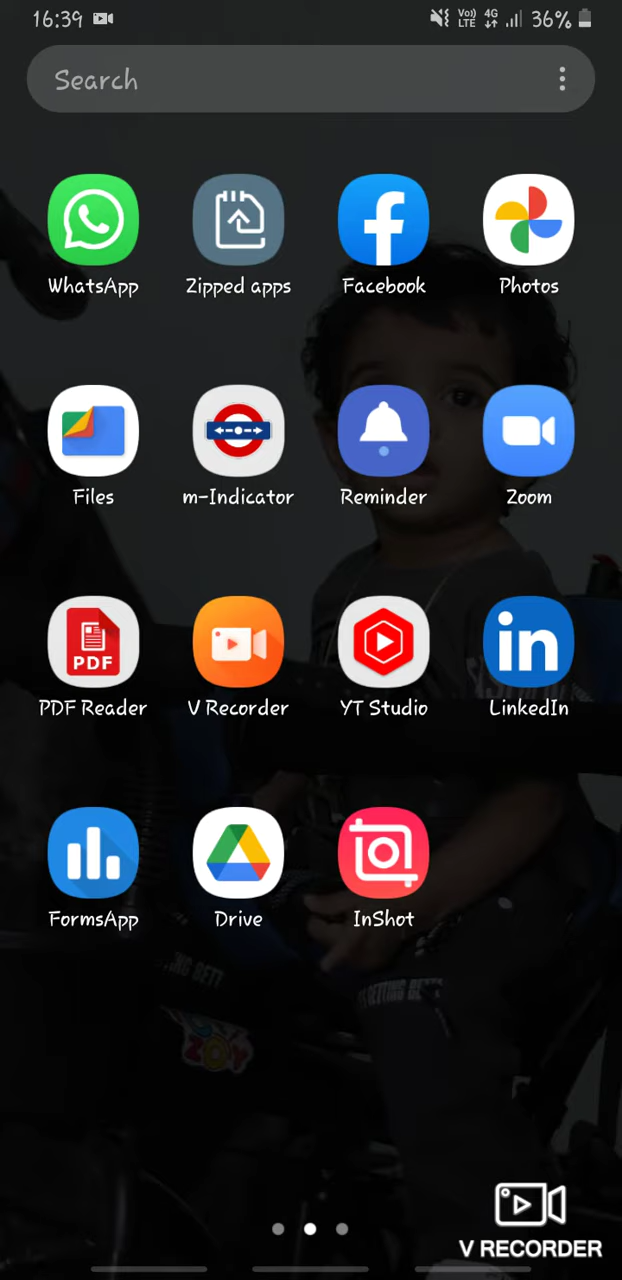 16:39 Vo)) LTE 4G 36%
Search
WhatsApp Zipped apps Facebook Photos
Files m-Indicator Reminder Zoom
PDF
in
PDF Reader V Recorder YT Studio LinkedIn
FormsApp Drive InShot
V RECORDER